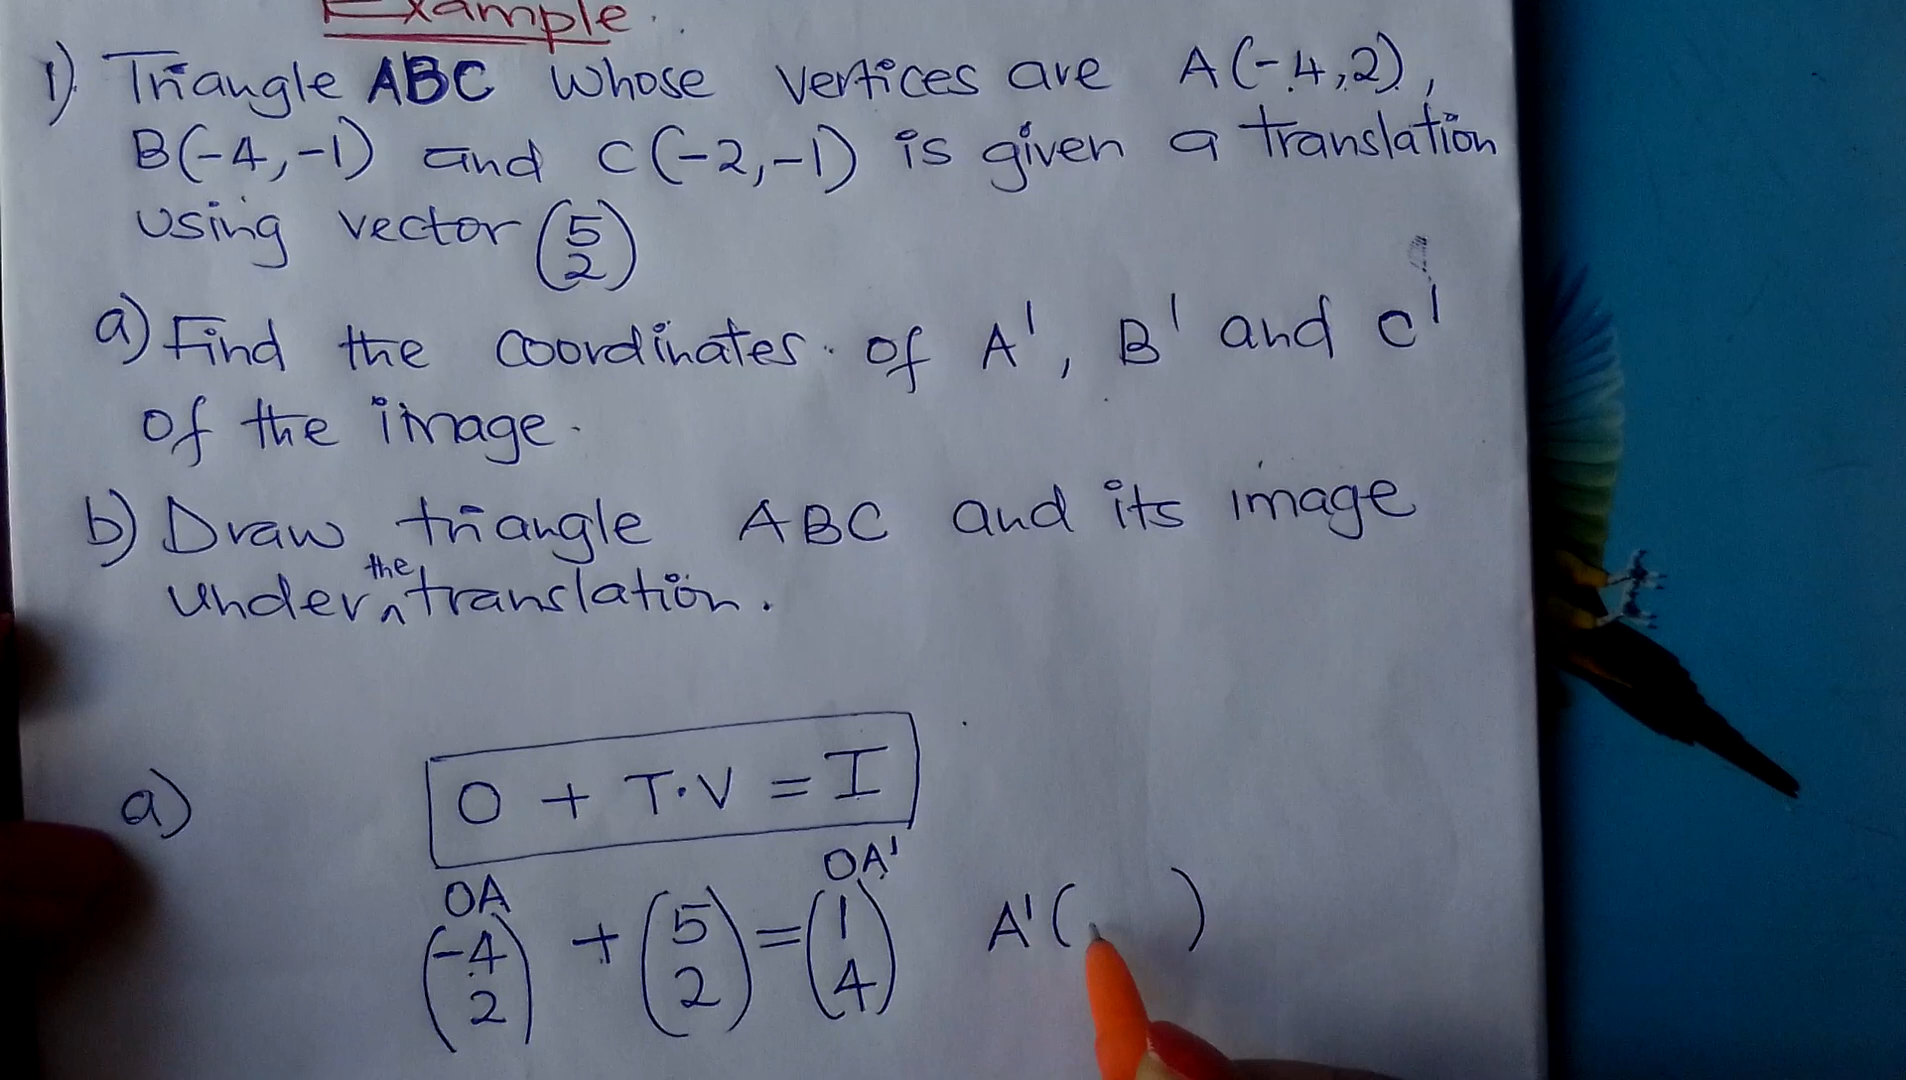 Example.
1) Triangle ABC whose vertices are A(-4,2),
B(-4,-1) and C(-2,-1) is given a translation
using vector (5
2)
a) Find the coordinates of A', B' and C'
of the image.
b) Draw triangle ABC and its image
under the translation.
a) O + T.V = I
OA OA'
(-4 2) + (5 2) = (1 4) A'( )